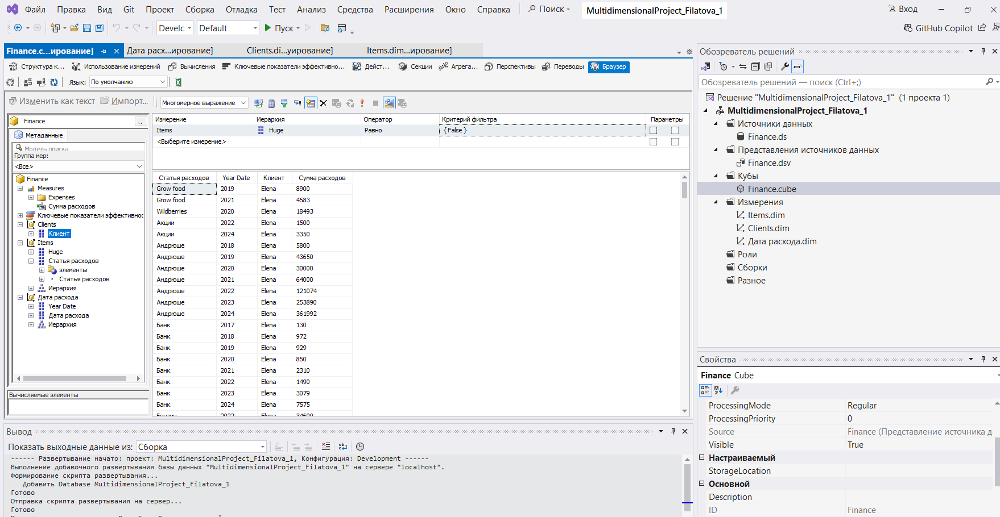 Файл Правка Вид Git Проект Сборка Отладка Тест Анализ Средства Расширения Окно Справка Поиск MultidimensionalProject_Filatova_1 Вход
Develc Default Пуск GitHub Copilot
Finance.c...ирование] Дата расх...ирование] Clients.di...уирование] Items.dim...ирование]
Структура к... Использование измерений Вычисления Ключевые показатели эффективно... Дейст... Секции Агрега... Перспективы Переводы Браузер
Язык: По умолчанию
Изменить как текст Импорт... Многомерное выражение
Finance ..
Метаданные
Модель поиска
Группа мер:
<Все>
Finance
Measures
Expenses
Сумма расходов
Ключевые показатели эффективнос
Clients
Клиент
Items
Huge
Статья расходов
элементы
Статья расходов
Иерархия
Дата расхода
Year Date
Дата расхода
Иерархия
Вычисляемые элементы
Измерение Иерархия Оператор Критерий фильтра Параметры
Items Huge Равно { False }
<Выберите измерение>
Статья расходов Year Date Клиент Сумма расходов
Grow food 2019 Elena 8900
Grow food 2021 Elena 4583
Wildberries 2020 Elena 18493
Акции 2022 Elena 1500
Акции 2024 Elena 3350
Андрюше 2018 Elena 5800
Андрюше 2019 Elena 43650
Андрюше 2020 Elena 30000
Андрюше 2021 Elena 64000
Андрюше 2022 Elena 121074
Андрюше 2023 Elena 253890
Андрюше 2024 Elena 361992
Банк 2017 Elena 130
Банк 2018 Elena 972
Банк 2019 Elena 929
Банк 2020 Elena 850
Банк 2021 Elena 2310
Банк 2022 Elena 1490
Банк 2023 Elena 3079
Банк 2024 Elena 7575
Бензин 2022 Elena 34600
Вывод
Показать выходные данные из: Сборка
------ Развертывание начато: проект: MultidimensionalProject_Filatova_1, Конфигурация: Development ------
Выполнение добавочного развертывания базы данных "MultidimensionalProject_Filatova_1" на сервере "localhost".
Формирование скрипта развертывания...
Добавить Database MultidimensionalProject_Filatova_1
Готово
Отправка скрипта развертывания на сервер...
Готово
Обозреватель решений
Обозреватель решений — поиск (Ctrl+;)
Решение "MultidimensionalProject_Filatova_1" (1 проекта 1)
MultidimensionalProject_Filatova_1
Источники данных
Finance.ds
Представления источников данных
Finance.dsv
Кубы
Finance.cube
Измерения
Items.dim
Clients.dim
Дата расхода.dim
Роли
Сборки
Разное
Свойства
Finance Cube
ProcessingMode Regular
ProcessingPriority 0
Source Finance (Представление источника д
Visible True
Настраиваемый
StorageLocation
Основной
Description
ID Finance